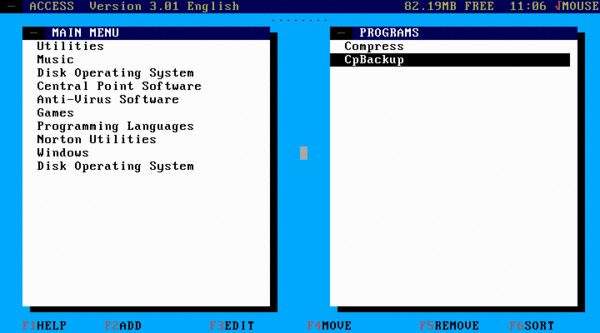 — ACCESS Version 3.01 English 82.19MB FREE 11:06 √MOUSE
— MAIN MENU
Utilities
Music
Disk Operating System
Central Point Software
Anti-Virus Software
Games
Programming Languages
Norton Utilities
Windows
Disk Operating System
— PROGRAMS
Compress
CpBackup
F1HELP F2ADD F3EDIT F4MOVE F5REMOVE F6SORT